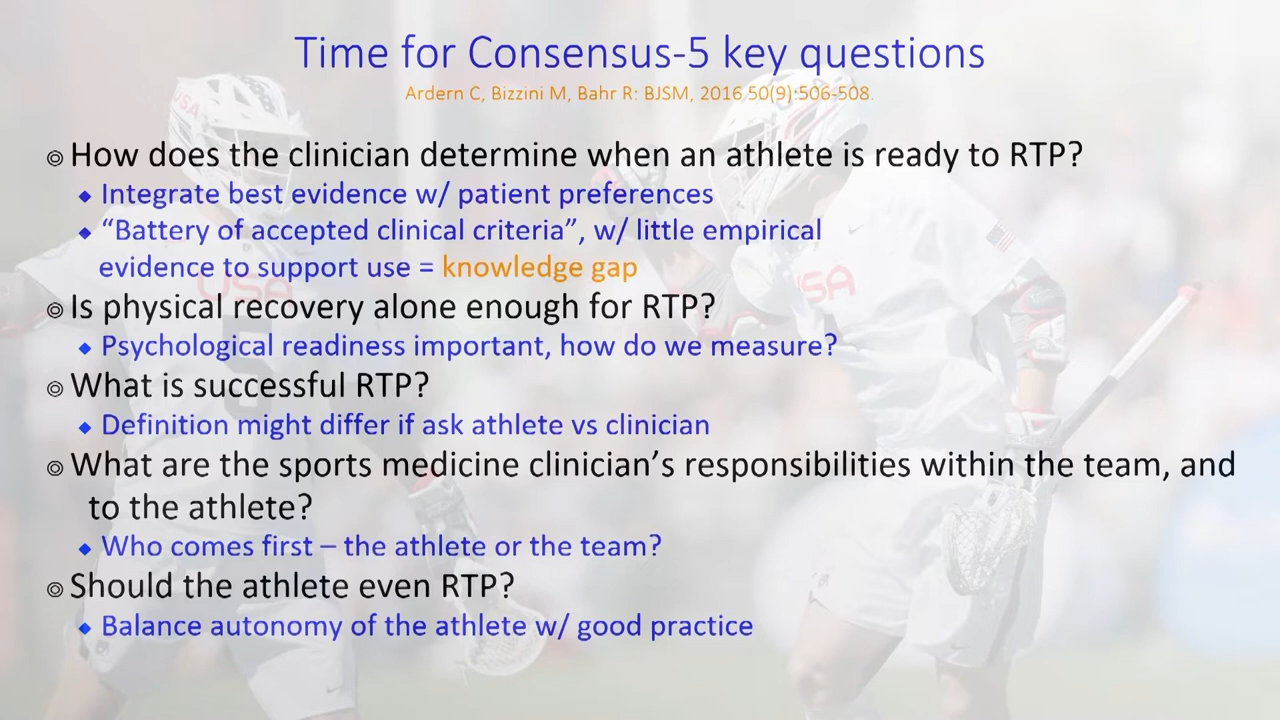 Time for Consensus-5 key questions
Ardern C, Bizzini M, Bahr R: BJSM, 2016 50(9):506-508.
How does the clinician determine when an athlete is ready to RTP?
Integrate best evidence w/ patient preferences
“Battery of accepted clinical criteria”, w/ little empirical
evidence to support use = knowledge gap
Is physical recovery alone enough for RTP?
Psychological readiness important, how do we measure?
What is successful RTP?
Definition might differ if ask athlete vs clinician
What are the sports medicine clinician’s responsibilities within the team, and
to the athlete?
Who comes first – the athlete or the team?
Should the athlete even RTP?
Balance autonomy of the athlete w/ good practice
USA
USA
USA